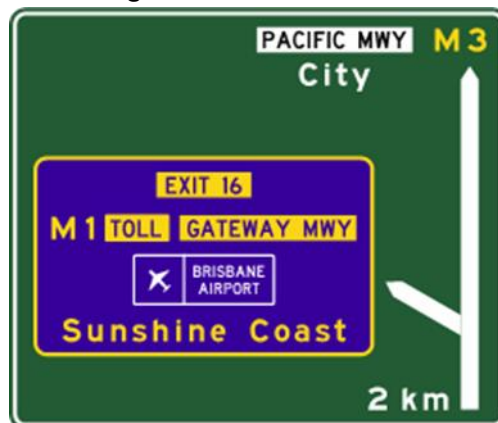 PACIFIC MWY M3
City
EXIT 16
M1 TOLL GATEWAY MWY
BRISBANE
AIRPORT
Sunshine Coast
2 km